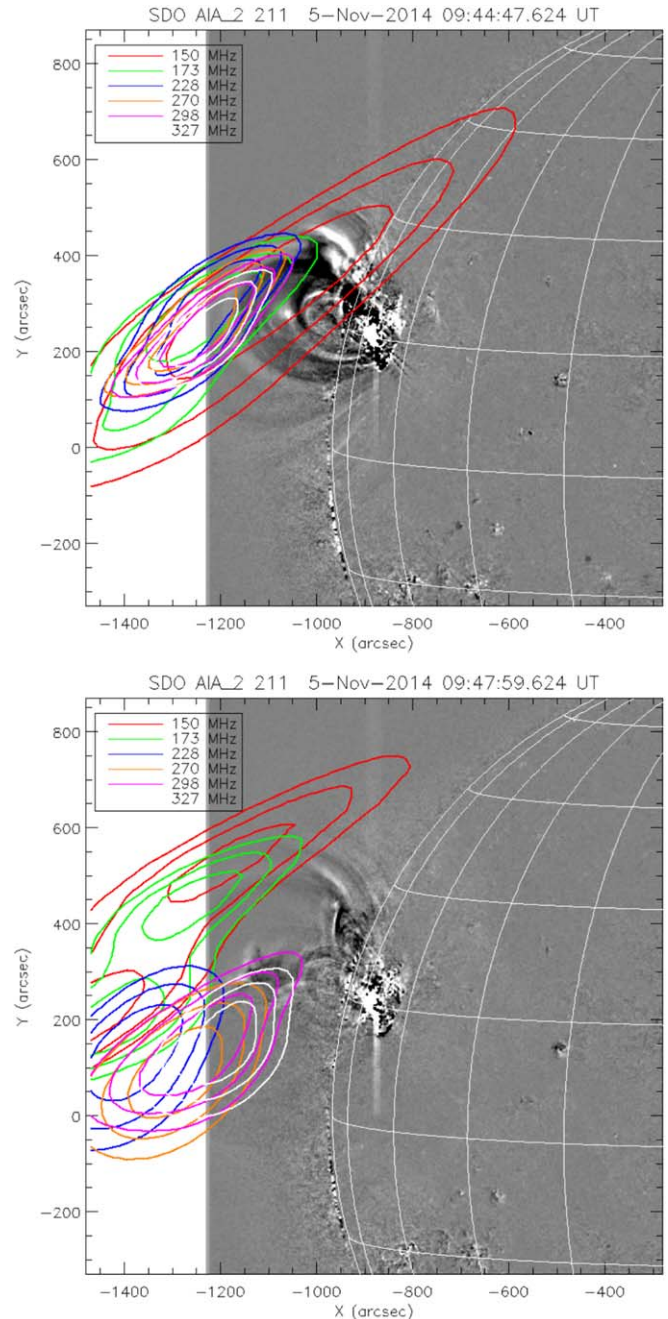 SDO AIA_2 211 5-Nov-2014 09:44:47.624 UT
150 MHz
173 MHz
228 MHz
270 MHz
298 MHz
327 MHz
800
600
400
200
0
-200
Y (arcsec)
-1400 -1200 -1000 -800 -600 -400
X (arcsec)
SDO AIA_2 211 5-Nov-2014 09:47:59.624 UT
150 MHz
173 MHz
228 MHz
270 MHz
298 MHz
327 MHz
800
600
400
200
0
-200
Y (arcsec)
-1400 -1200 -1000 -800 -600 -400
X (arcsec)